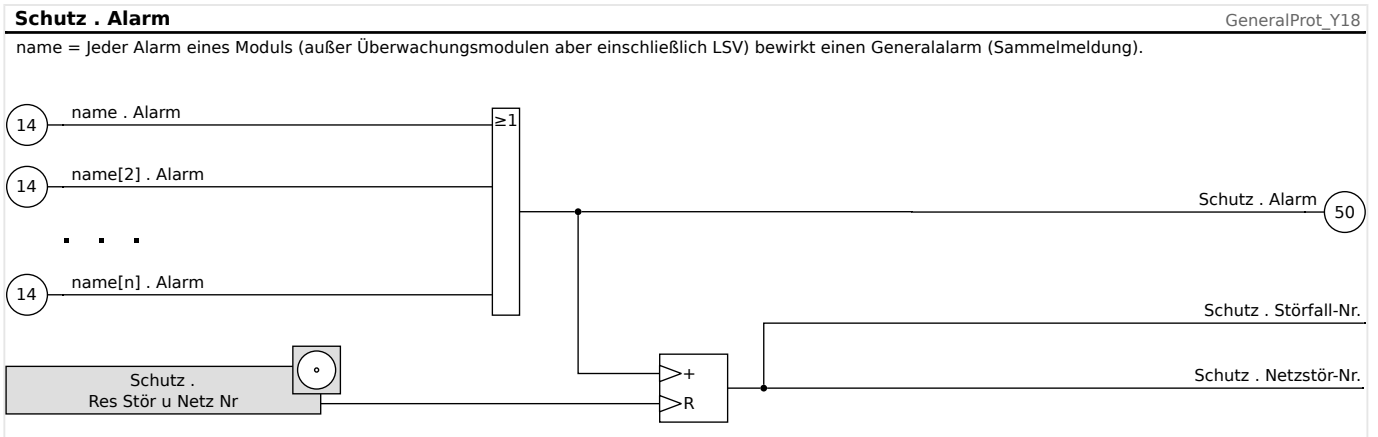 Schutz . Alarm
GeneralProt_Y18
name = Jeder Alarm eines Moduls (außer Überwachungsmodulen aber einschließlich LSV) bewirkt einen Generalalarm (Sammelmeldung).
14
name . Alarm
≥1
14
name[2] . Alarm
Schutz . Alarm
50
. . .
14
name[n] . Alarm
Schutz . Störfall-Nr.
Schutz .
Res Stör u Netz Nr
+
R
Schutz . Netzstör-Nr.